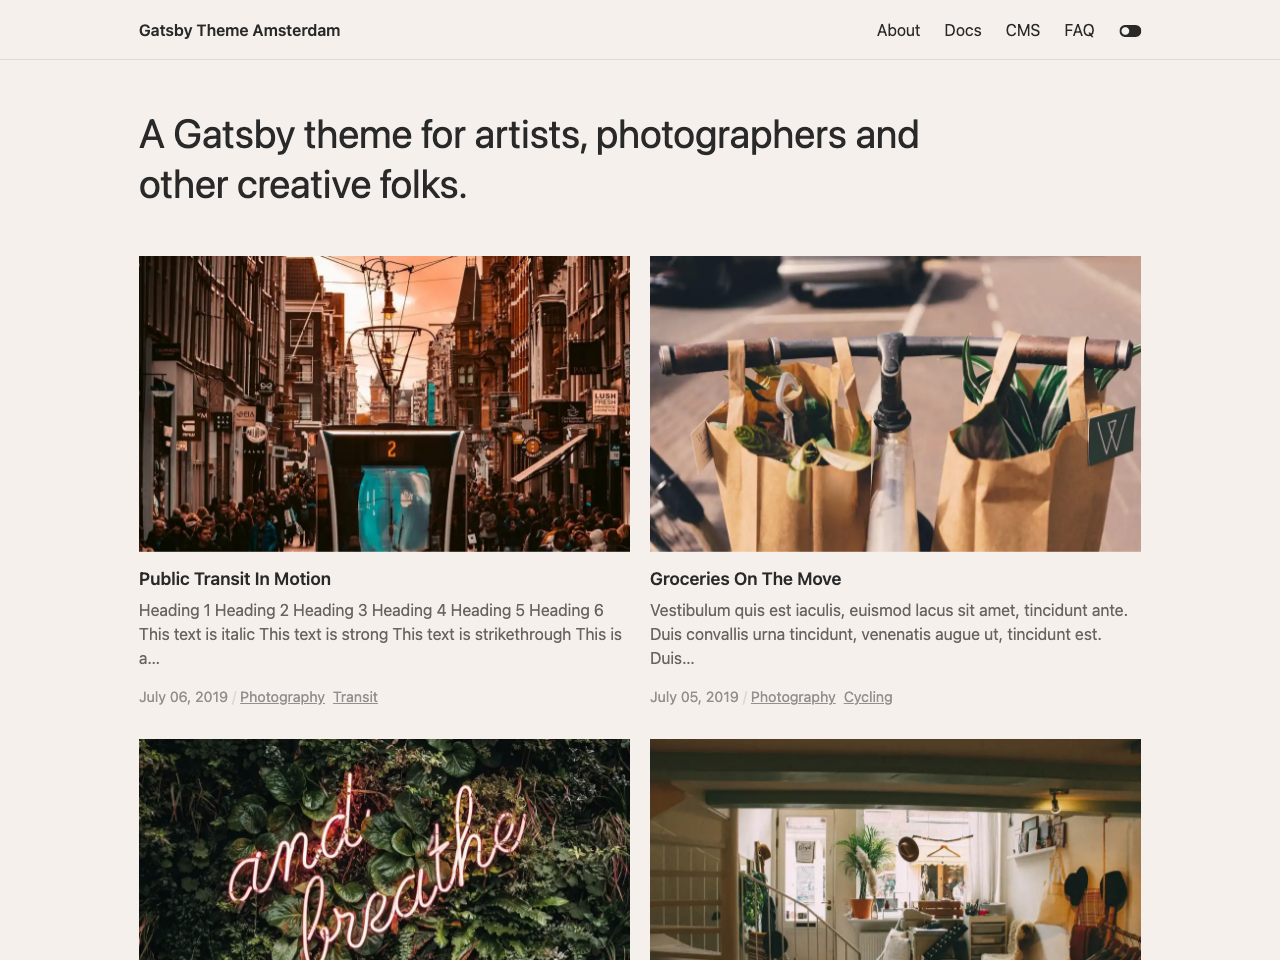 Gatsby Theme Amsterdam
About Docs CMS FAQ
A Gatsby theme for artists, photographers and
other creative folks.
2
LUSH
FRESH
W
Public Transit In Motion
Heading 1 Heading 2 Heading 3 Heading 4 Heading 5 Heading 6
This text is italic This text is strong This text is strikethrough This is
a...
July 06, 2019 / Photography Transit
Groceries On The Move
Vestibulum quis est iaculis, euismod lacus sit amet, tincidunt ante.
Duis convallis urna tincidunt, venenatis augue ut, tincidunt est.
Duis...
July 05, 2019 / Photography Cycling
and
breathe